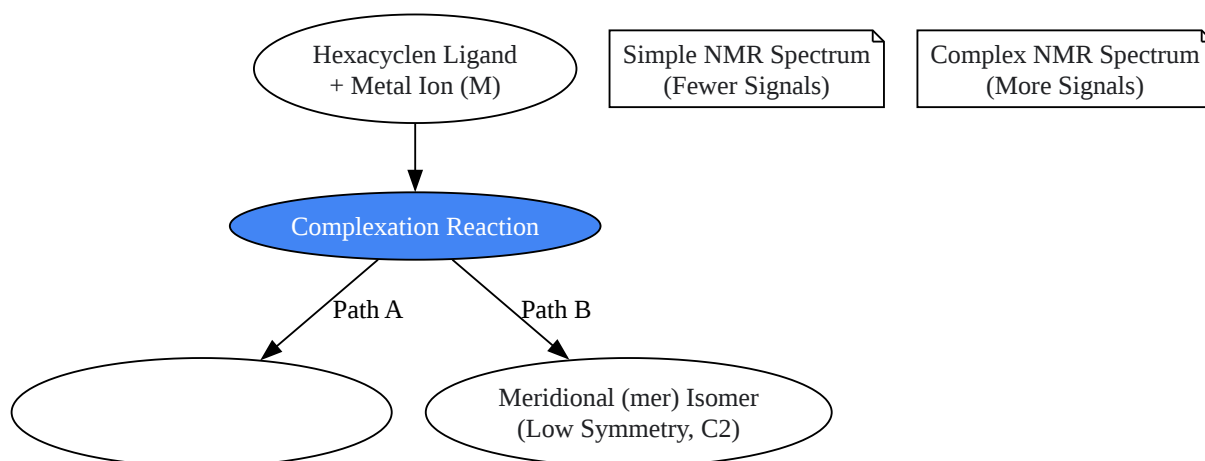 Hexacyclen Ligand
+ Metal Ion (M)
Simple NMR Spectrum
(Fewer Signals)
Complex NMR Spectrum
(More Signals)
Complexation Reaction
Path A
Path B
Meridional (mer) Isomer
(Low Symmetry, C2)